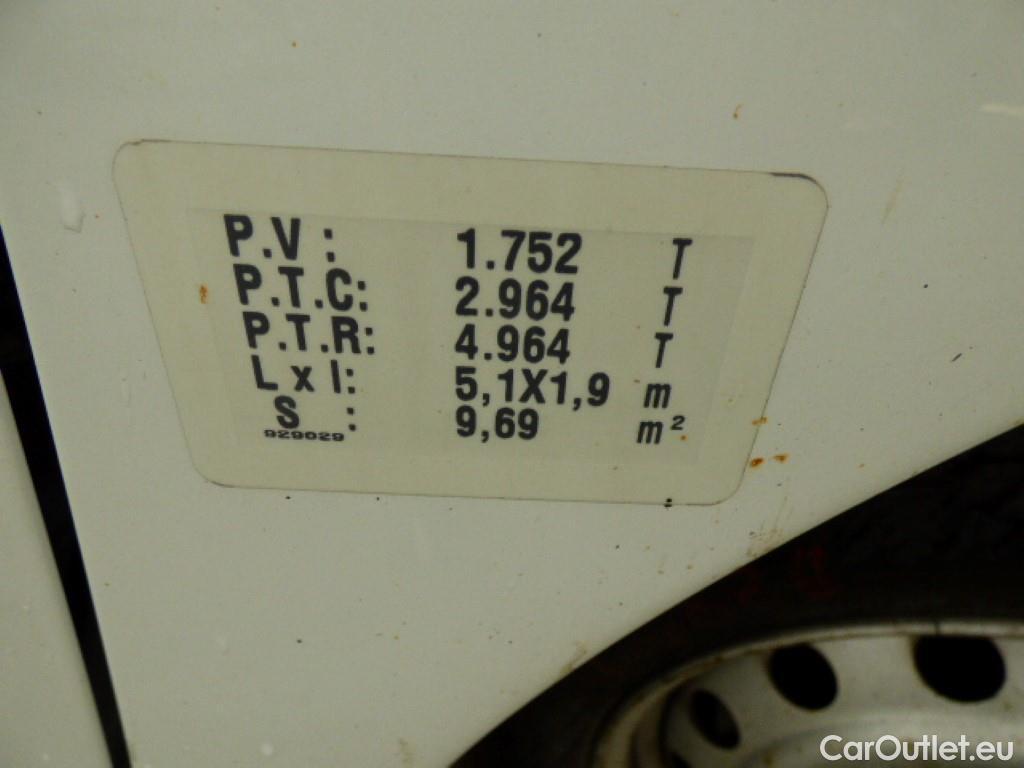 P.V : 1.752 T
P.T.C: 2.964 T
P.T.R: 4.964 T
L x l: 5,1X1,9 m
S : 9,69 m²
929029
CarOutlet.eu